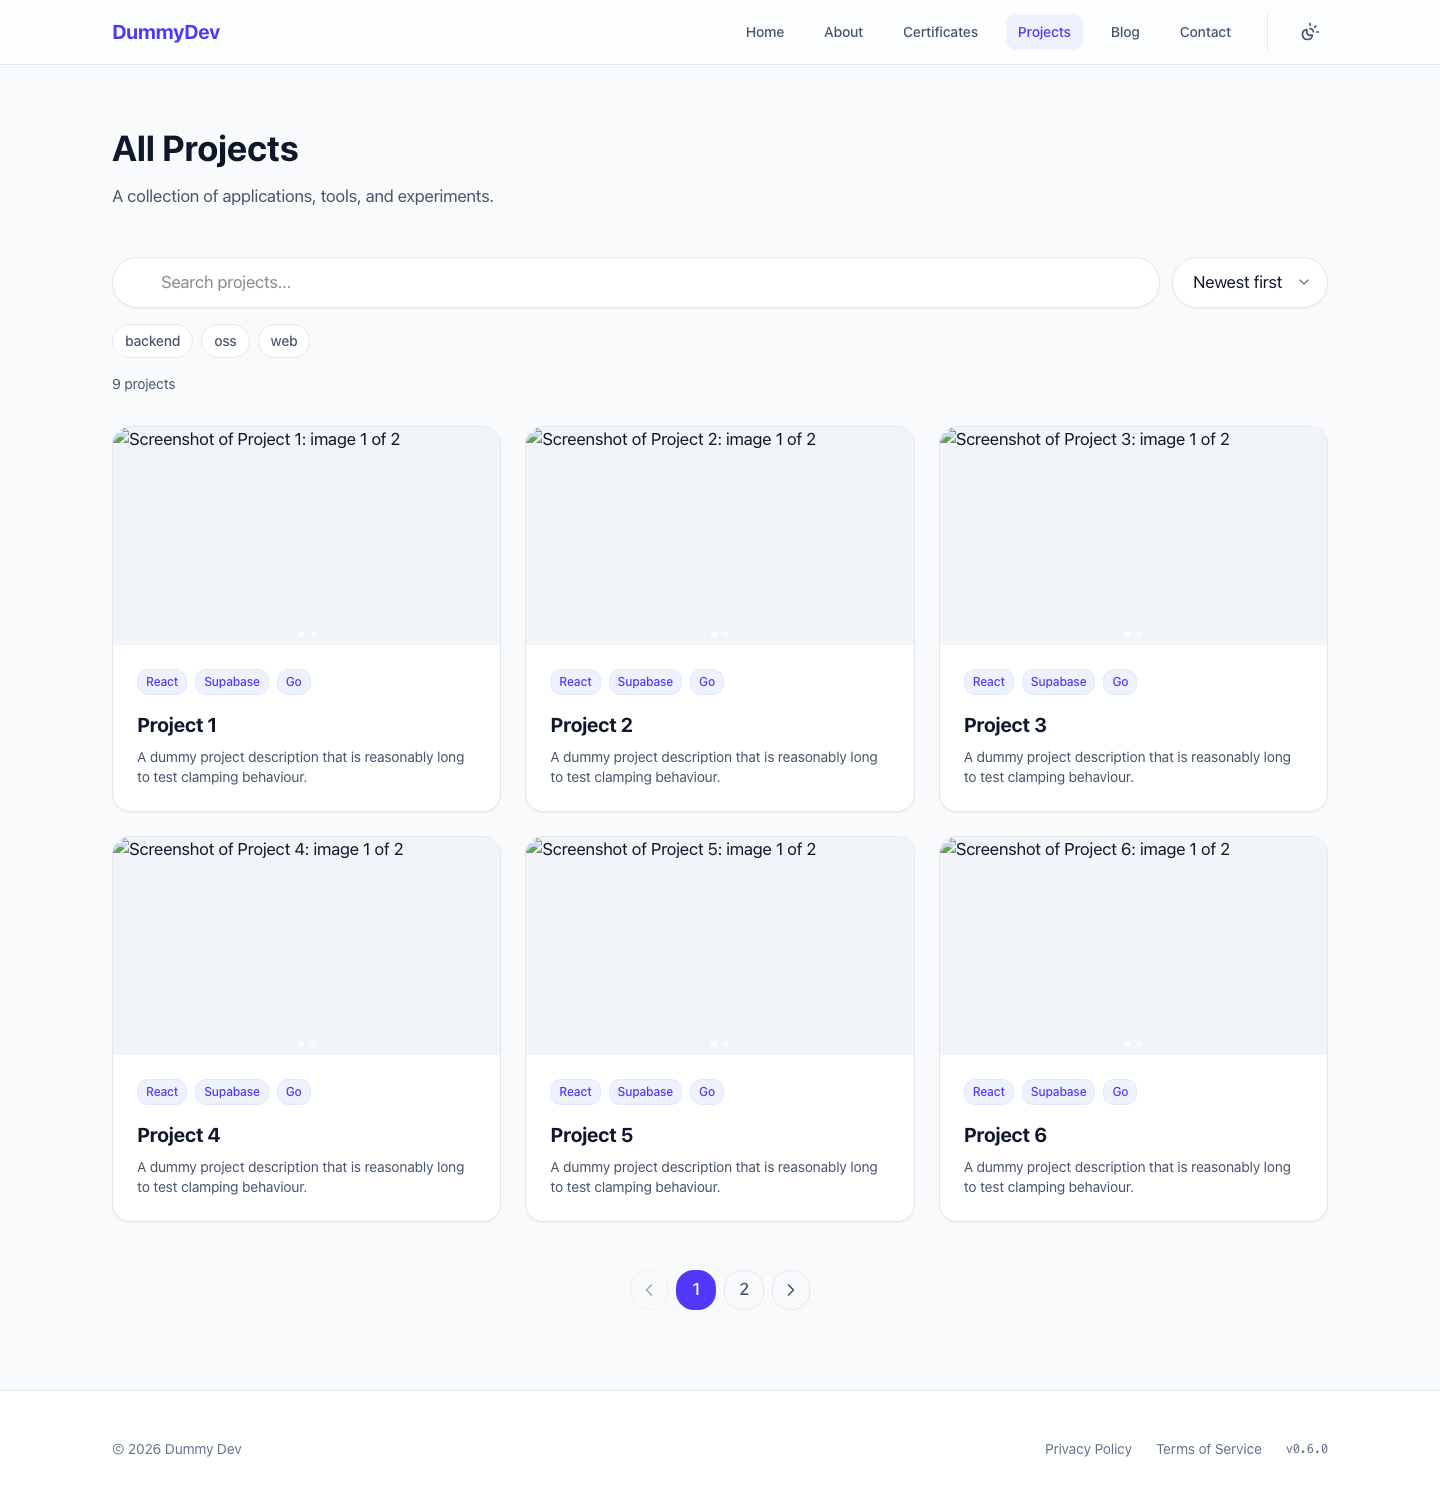 DummyDev
Home About Certificates Projects Blog Contact
All Projects
A collection of applications, tools, and experiments.
Search projects...
Newest first
backend oss web
9 projects
Screenshot of Project 1: image 1 of 2
Screenshot of Project 2: image 1 of 2
Screenshot of Project 3: image 1 of 2
React Supabase Go
Project 1
A dummy project description that is reasonably long
to test clamping behaviour.
React Supabase Go
Project 2
A dummy project description that is reasonably long
to test clamping behaviour.
React Supabase Go
Project 3
A dummy project description that is reasonably long
to test clamping behaviour.
Screenshot of Project 4: image 1 of 2
Screenshot of Project 5: image 1 of 2
Screenshot of Project 6: image 1 of 2
React Supabase Go
Project 4
A dummy project description that is reasonably long
to test clamping behaviour.
React Supabase Go
Project 5
A dummy project description that is reasonably long
to test clamping behaviour.
React Supabase Go
Project 6
A dummy project description that is reasonably long
to test clamping behaviour.
1 2
© 2026 Dummy Dev
Privacy Policy Terms of Service v0.6.0